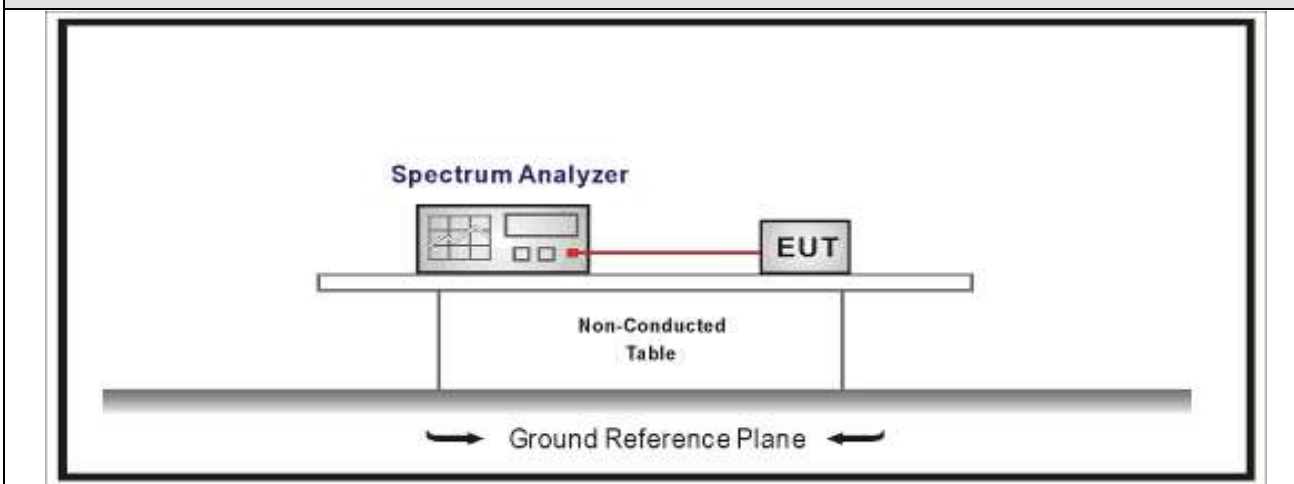 Spectrum Analyzer
EUT
Non-Conducted
Table
Ground Reference Plane